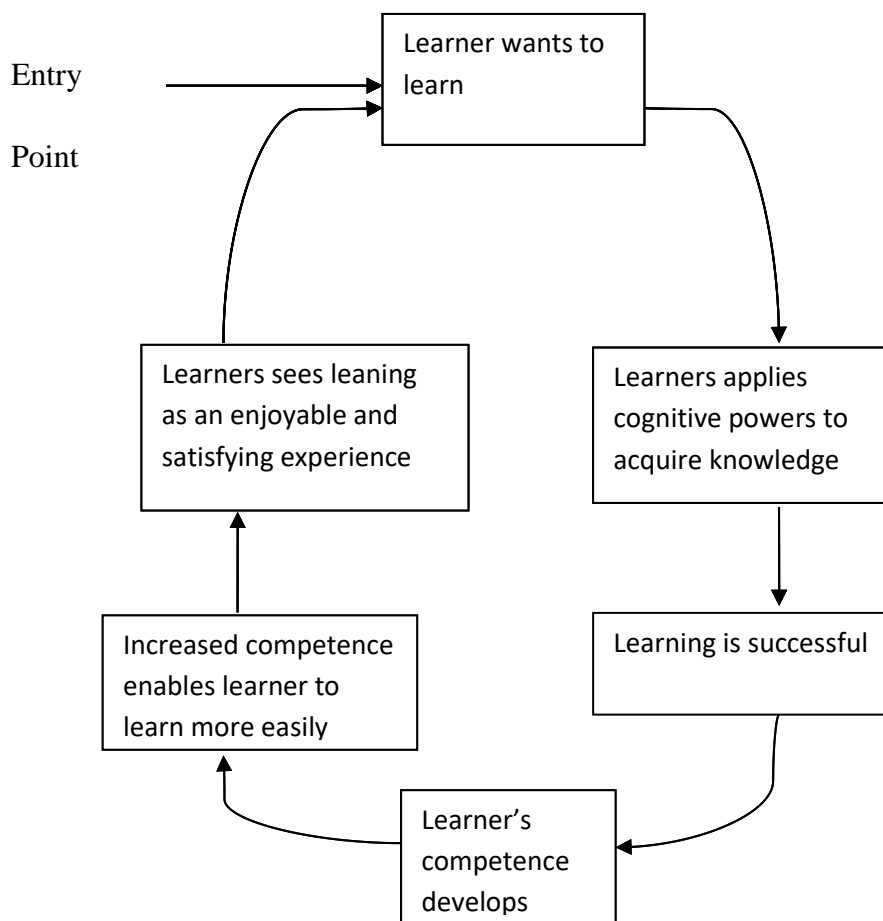 Entry
Point
Learner wants to
learn
Learners applies
cognitive powers to
acquire knowledge
Learning is successful
Learner’s
competence
develops
Increased competence
enables learner to
learn more easily
Learners sees leaning
as an enjoyable and
satisfying experience